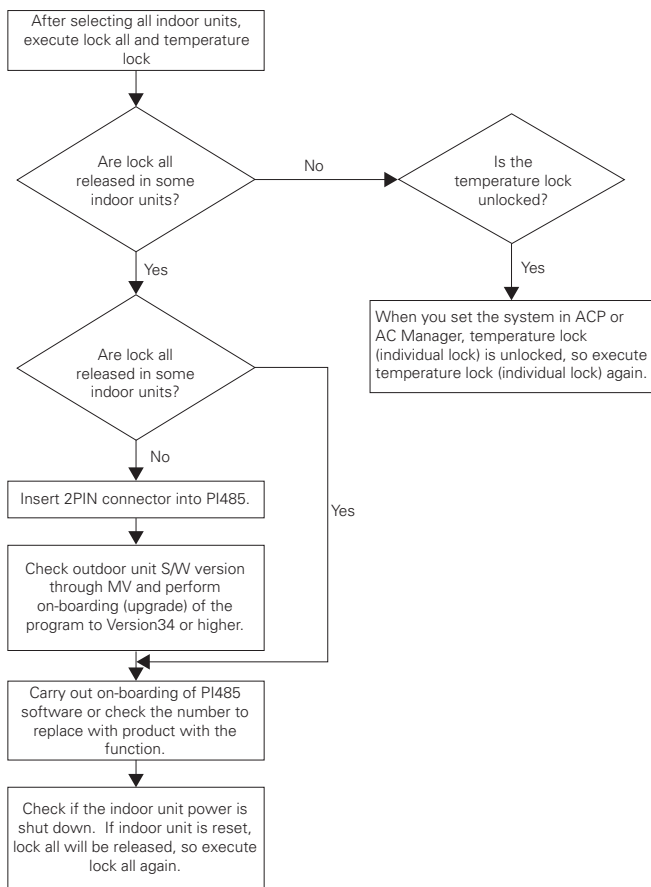 After selecting all indoor units,
execute lock all and temperature
lock
Are lock all
released in some
indoor units?
No
Is the
temperature lock
unlocked?
Yes
Yes
When you set the system in ACP or
AC Manager, temperature lock
(individual lock) is unlocked, so execute
temperature lock (individual lock) again.
Are lock all
released in some
indoor units?
No
Yes
Insert 2PIN connector into PI485.
Check outdoor unit S/W version
through MV and perform
on-boarding (upgrade) of the
program to Version34 or higher.
Carry out on-boarding of PI485
software or check the number to
replace with product with the
function.
Check if the indoor unit power is
shut down.  If indoor unit is reset,
lock all will be released, so execute
lock all again.